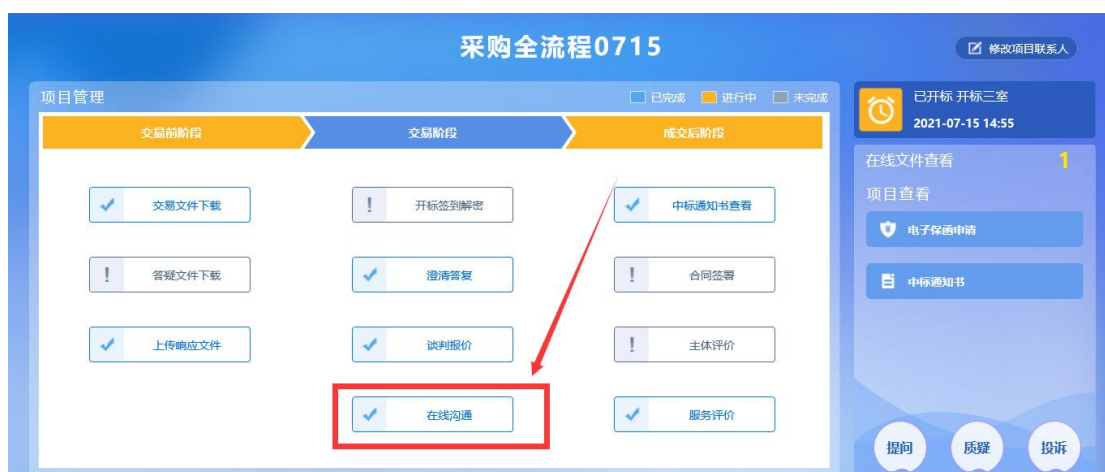 采购全流程0715
修改项目联系人
项目管理
已完成 进行中 未完成
交易前阶段 交易阶段 成交后阶段
交易文件下载 开标签到解密 中标通知书查看
答疑文件下载 澄清答复 合同签署
上传响应文件 谈判报价 主体评价
在线沟通 服务评价
已开标 开标三室
2021-07-15 14:55
在线文件查看 1
项目查看
电子保函申请
中标通知书
提问 质疑 投诉